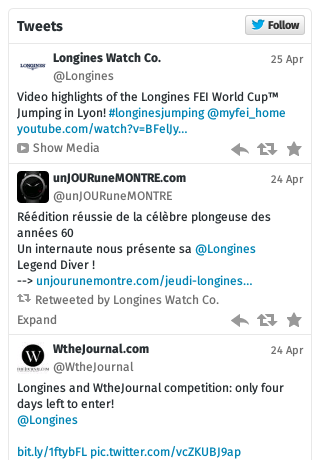 Tweets
Follow
LONGINES
Longines Watch Co.
25 Apr
@Longines
Video highlights of the Longines FEI World Cup™
Jumping in Lyon! #longinesjumping @myfei_home
youtube.com/watch?v=BFelJy...
Show Media
unJOURuneMONTRE.com
24 Apr
@unJOURuneMONTRE
Réédition réussie de la célèbre plongeuse des
années 60
Un internaute nous présente sa @Longines
Legend Diver !
--> unjourunemontre.com/jeudi-longines...
Retweeted by Longines Watch Co.
Expand
W
WtheJournal.com
24 Apr
@WtheJournal
Longines and WtheJournal competition: only four
days left to enter!
@Longines
bit.ly/1ftybFL pic.twitter.com/vcZKUBJ9ap